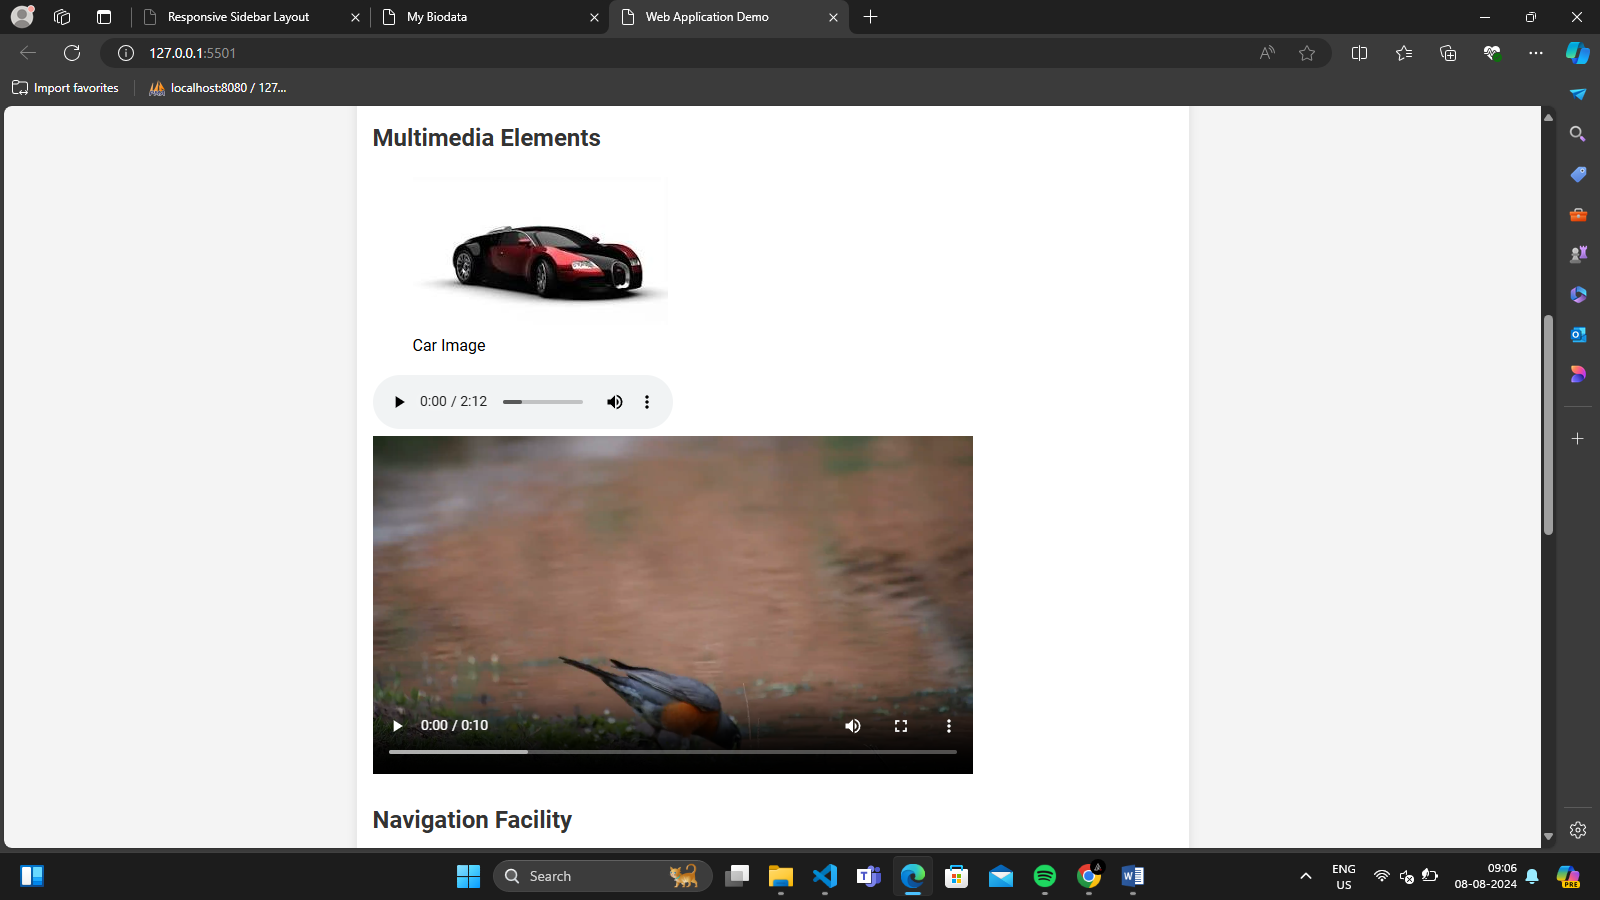 Responsive Sidebar Layout
My Biodata
Web Application Demo
127.0.0.1:5501
Import favorites
localhost:8080 / 127...
Multimedia Elements
Car Image
0:00 / 2:12
0:00 / 0:10
Navigation Facility
Search
ENG
US
09:06
08-08-2024
PRE